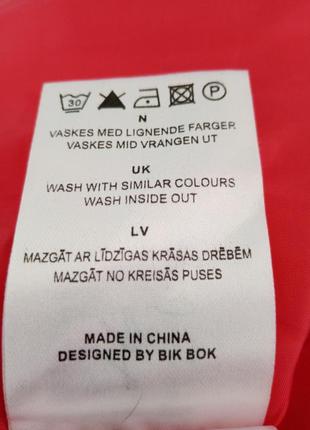 30 P
N
VASKES MED LIGNENDE FARGER
VASKES MID VRANGEN UT
UK
WASH WITH SIMILAR COLOURS
WASH INSIDE OUT
LV
MAZGĀT AR LĪDZĪGAS KRĀSAS DRĒBĒM
MAZGĀT NO KREISĀS PUSES
MADE IN CHINA
DESIGNED BY BIK BOK